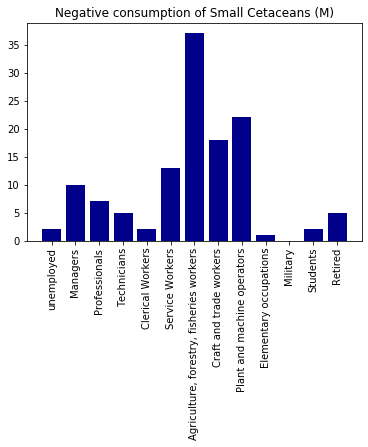 Negative consumption of Small Cetaceans (M)
35
30
25
20
15
10
5
0
unemployed
Managers
Professionals
Technicians
Clerical Workers
Service Workers
Agriculture, forestry, fisheries workers
Craft and trade workers
Plant and machine operators
Elementary occupations
Military
Students
Retired